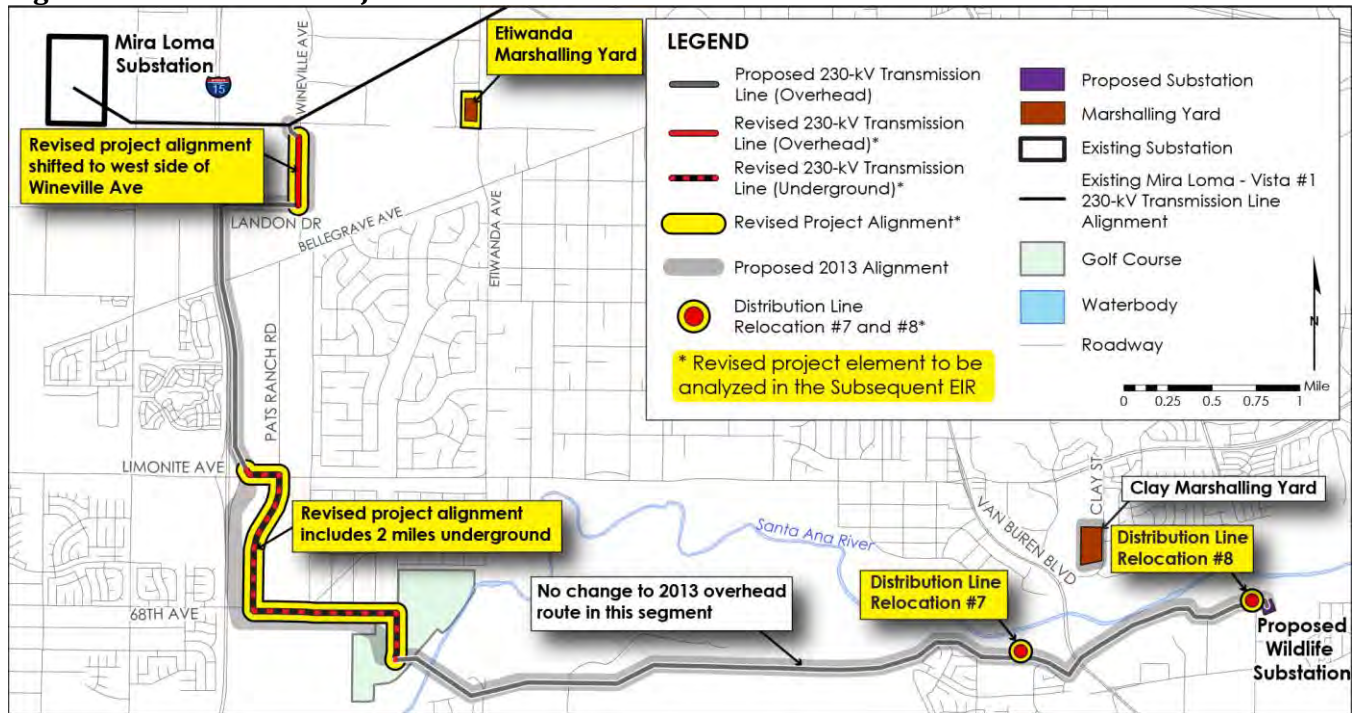 Mira Loma
Substation
15
WINEVILLE AVE
Etiwanda
Marshalling Yard
Revised project alignment
shifted to west side of
Wineville Ave
LANDON DR
BELLEGRAVE AVE
ETIWANDA AVE
PATS RANCH RD
LIMONITE AVE
Revised project alignment
includes 2 miles underground
68TH AVE
No change to 2013 overhead
route in this segment
Santa Ana River
VAN BUREN BLVD
CLAY ST
Clay Marshalling Yard
Distribution Line
Relocation #7
Distribution Line
Relocation #8
Proposed
Wildlife
Substation
LEGEND
Proposed 230-kV Transmission
Line (Overhead)
Revised 230-kV Transmission
Line (Overhead)*
Revised 230-kV Transmission
Line (Underground)*
Revised Project Alignment*
Proposed 2013 Alignment
Distribution Line
Relocation #7 and #8*
* Revised project element to be
analyzed in the Subsequent EIR
Proposed Substation
Marshalling Yard
Existing Substation
Existing Mira Loma - Vista #1
230-kV Transmission Line
Alignment
Golf Course
Waterbody
Roadway
N
Mile
0 0.25 0.5 0.75 1